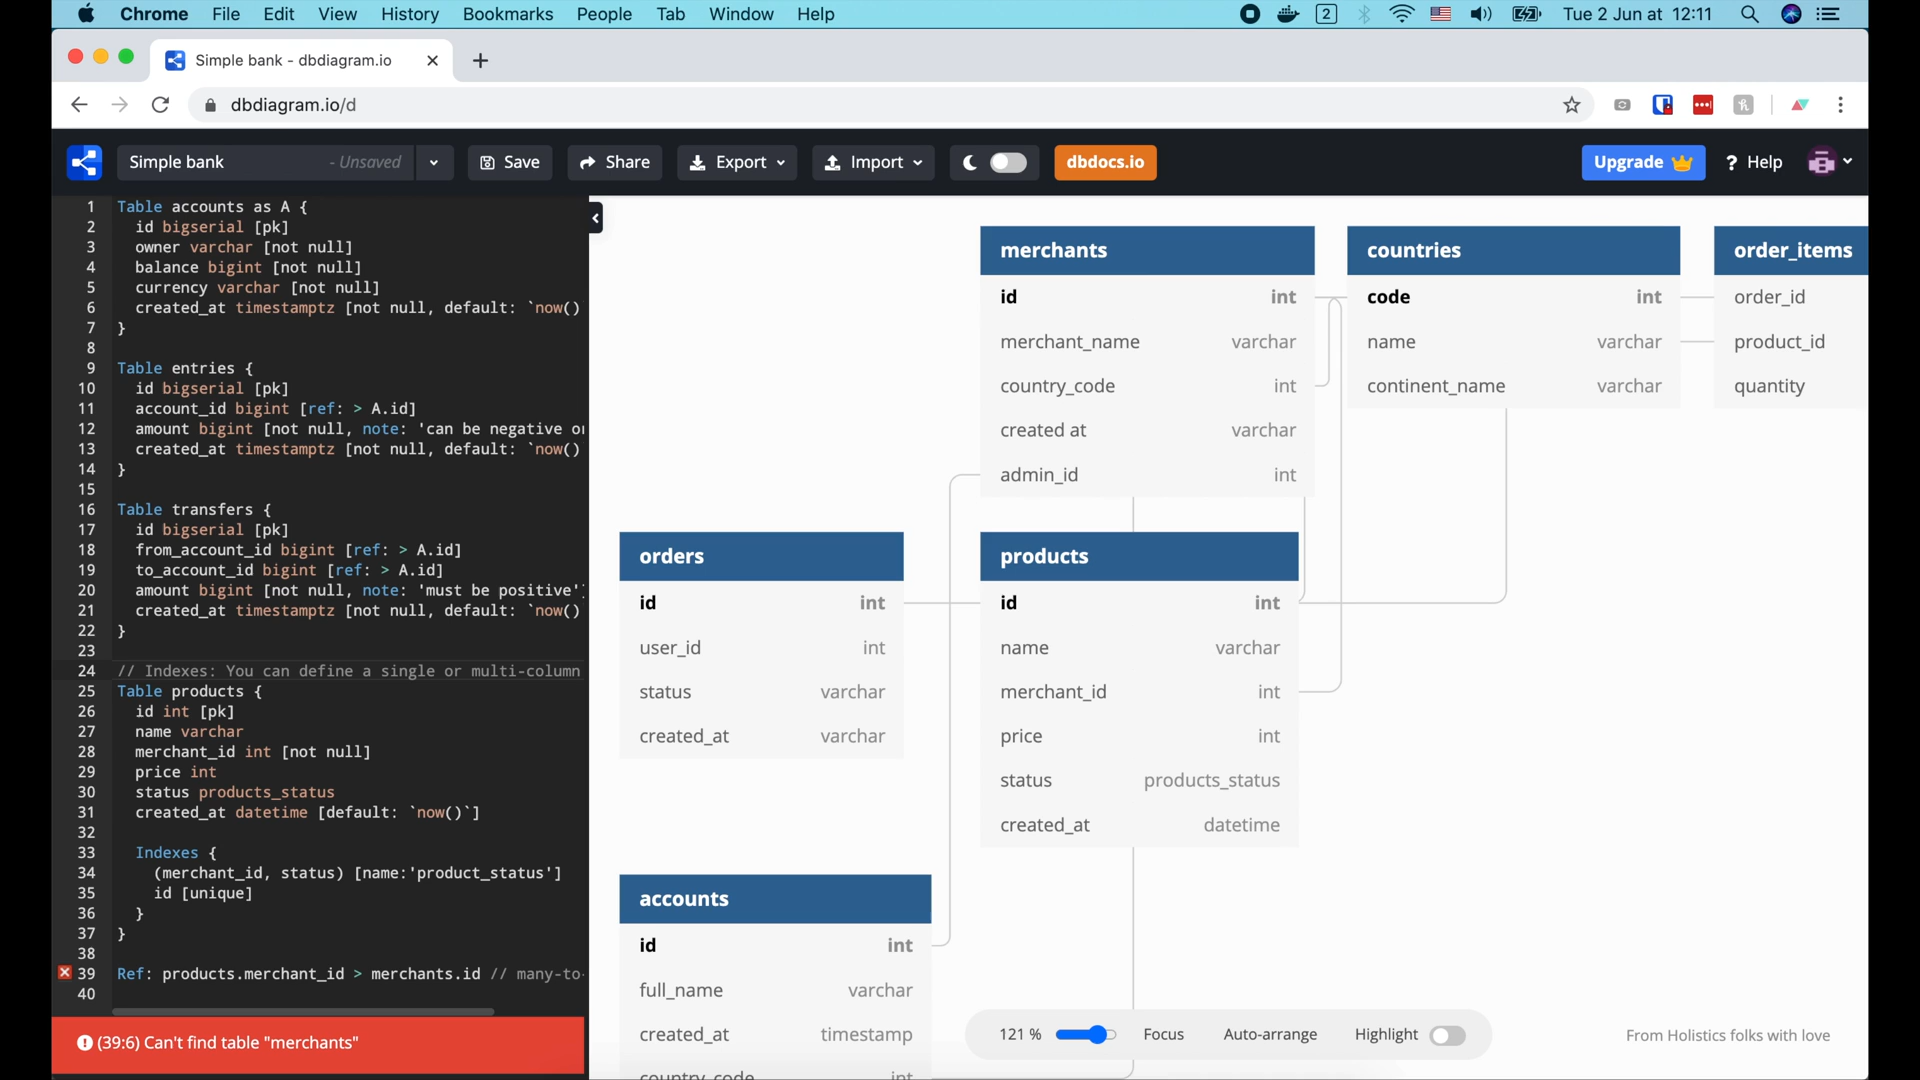 Chrome File Edit View History Bookmarks People Tab Window Help
2
Tue 2 Jun at 12:11
Simple bank - dbdiagram.io
dbdiagram.io/d
Simple bank
- Unsaved
Save
Share
Export
Import
dbdocs.io
Upgrade
? Help
1 Table accounts as A {
2 id bigserial [pk]
3 owner varchar [not null]
4 balance bigint [not null]
5 currency varchar [not null]
6 created_at timestamptz [not null, default: `now()
7 }
8
9 Table entries {
10 id bigserial [pk]
11 account_id bigint [ref: > A.id]
12 amount bigint [not null, note: 'can be negative or
13 created_at timestamptz [not null, default: `now()
14 }
15
16 Table transfers {
17 id bigserial [pk]
18 from_account_id bigint [ref: > A.id]
19 to_account_id bigint [ref: > A.id]
20 amount bigint [not null, note: 'must be positive']
21 created_at timestamptz [not null, default: `now()
22 }
23
24 // Indexes: You can define a single or multi-column
25 Table products {
26 id int [pk]
27 name varchar
28 merchant_id int [not null]
29 price int
30 status products_status
31 created_at datetime [default: `now()`]
32
33 Indexes {
34 (merchant_id, status) [name:'product_status']
35 id [unique]
36 }
37 }
38
39 Ref: products.merchant_id > merchants.id // many-to-
40
(39:6) Can't find table "merchants"
merchants
id int
merchant_name varchar
country_code int
created at varchar
admin_id int
countries
code int
name varchar
continent_name varchar
order_items
order_id
product_id
quantity
orders
id int
user_id int
status varchar
created_at varchar
products
id int
name varchar
merchant_id int
price int
status products_status
created_at datetime
accounts
id int
full_name varchar
created_at timestamp
country_code int
121 %
Focus
Auto-arrange
Highlight
From Holistics folks with love